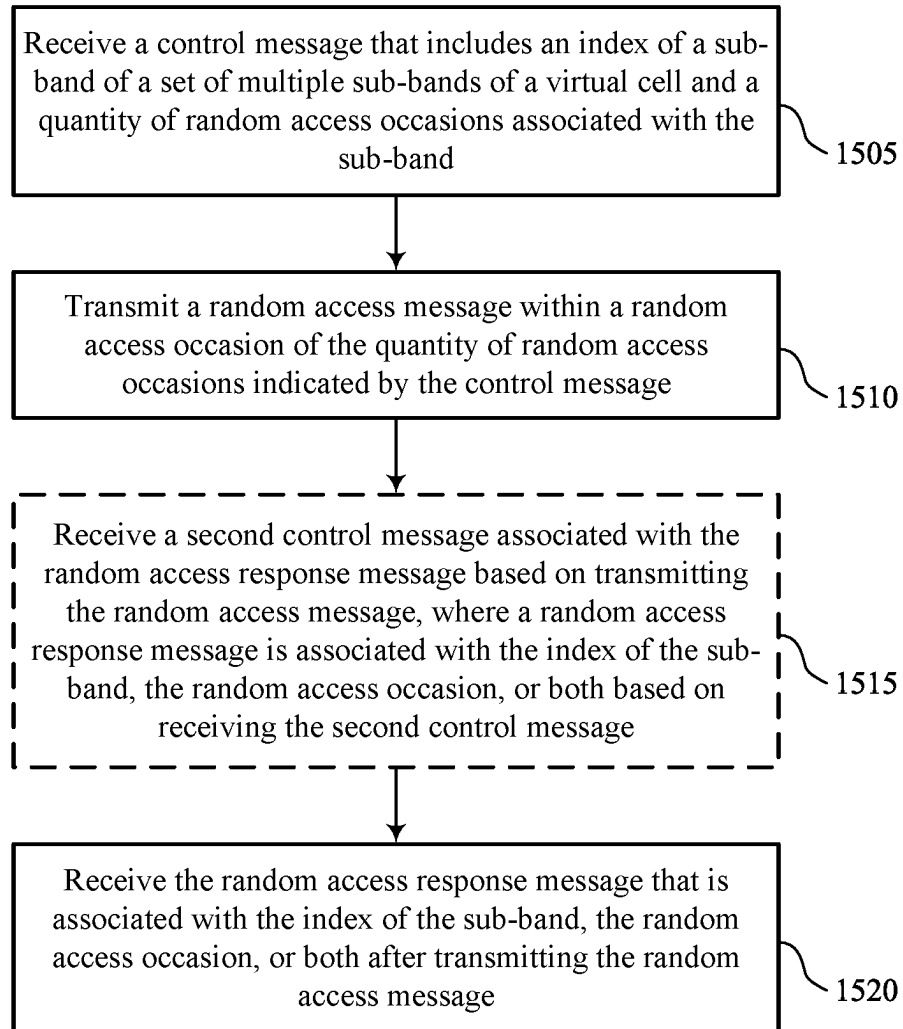 Receive a control message that includes an index of a sub-
band of a set of multiple sub-bands of a virtual cell and a
quantity of random access occasions associated with the
sub-band
1505
Transmit a random access message within a random
access occasion of the quantity of random access
occasions indicated by the control message
1510
Receive a second control message associated with the
random access response message based on transmitting
the random access message, where a random access
response message is associated with the index of the sub-
band, the random access occasion, or both based on
receiving the second control message
1515
Receive the random access response message that is
associated with the index of the sub-band, the random
access occasion, or both after transmitting the random
access message
1520